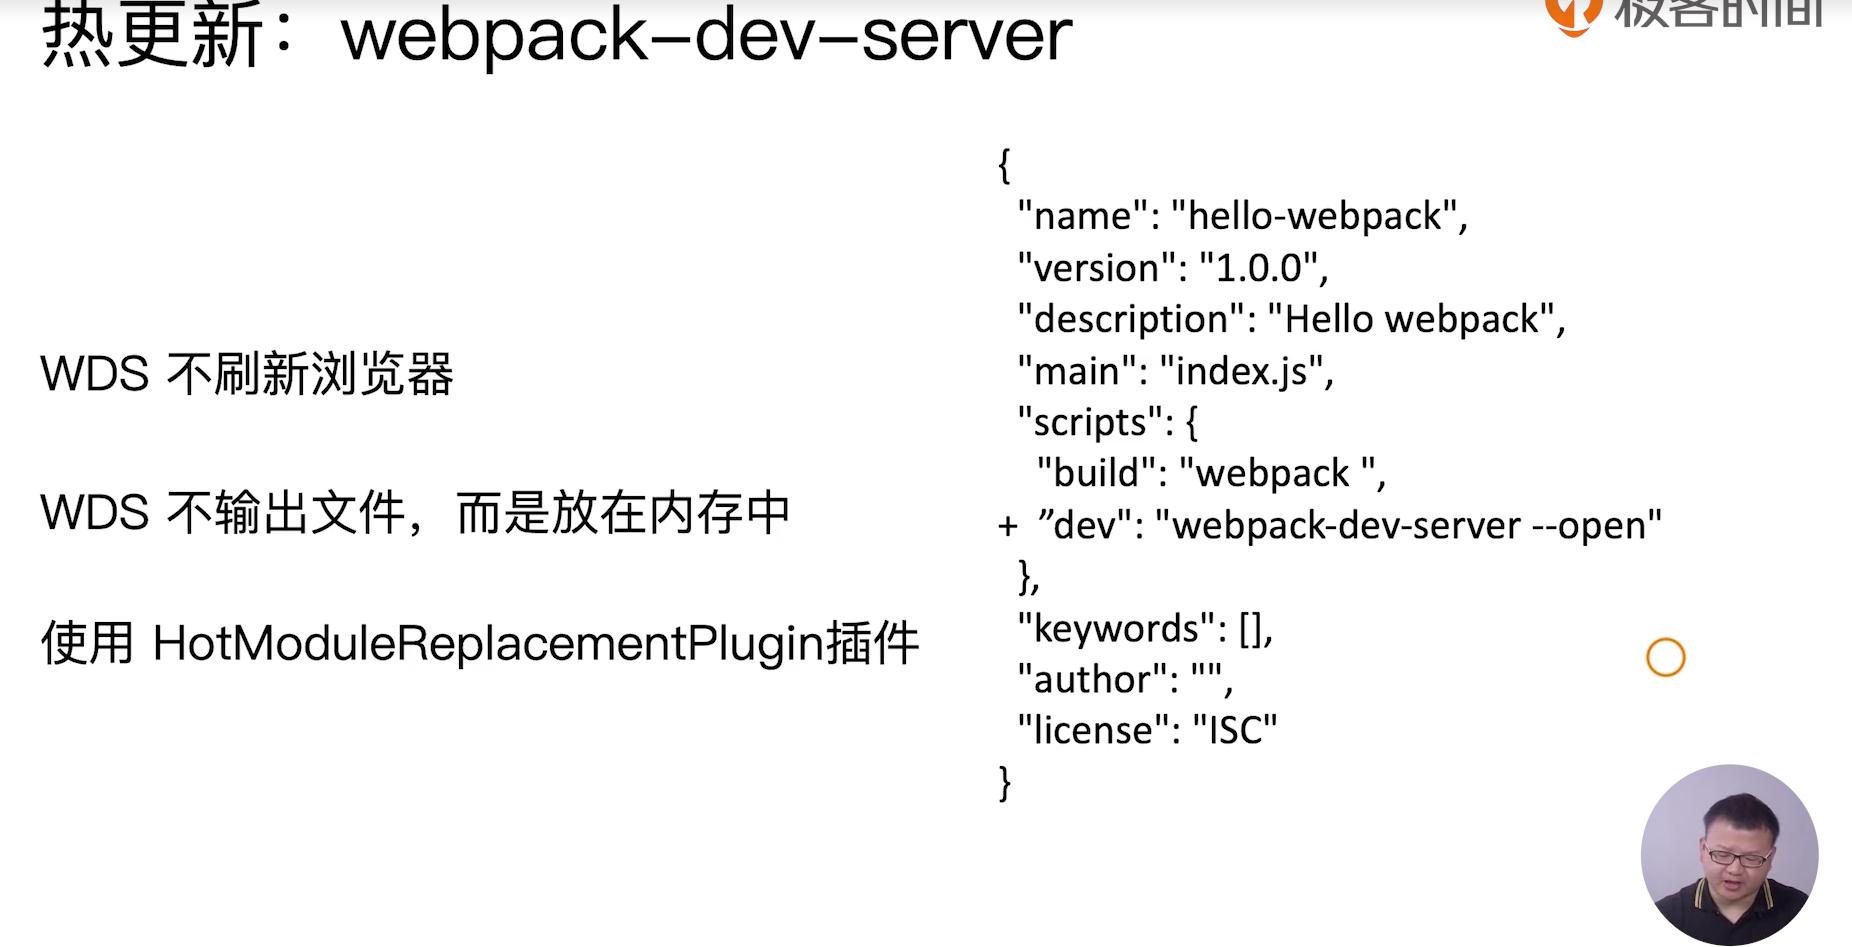 热更新：webpack-dev-server
极客时间
WDS 不刷新浏览器
WDS 不输出文件，而是放在内存中
使用 HotModuleReplacementPlugin插件
{
"name": "hello-webpack",
"version": "1.0.0",
"description": "Hello webpack",
"main": "index.js",
"scripts": {
"build": "webpack ",
+ ”dev": "webpack-dev-server --open"
},
"keywords": [],
"author": "",
"license": "ISC"
}